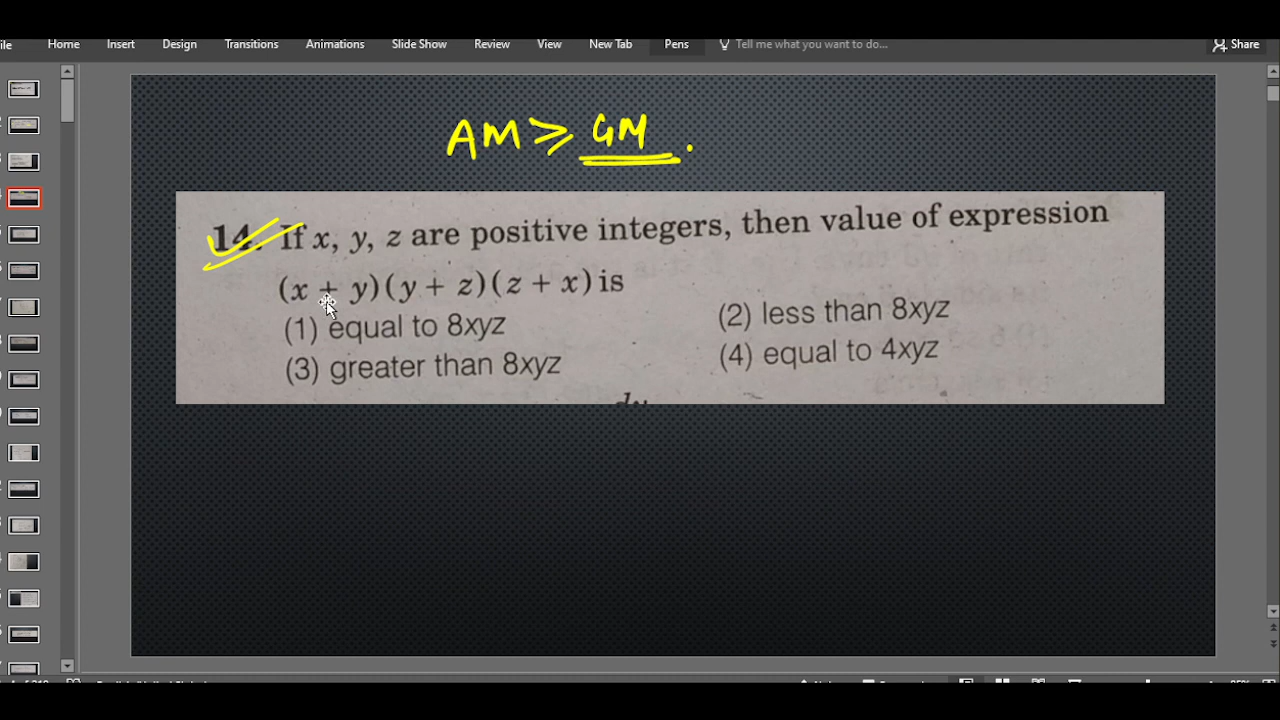 Home Insert Design Transitions Animations Slide Show Review View New Tab Pens Tell me what you want to do... Share
AM ≥ GM .
14. If x, y, z are positive integers, then value of expression
(x + y)(y + z)(z + x) is
(1) equal to 8xyz
(2) less than 8xyz
(3) greater than 8xyz
(4) equal to 4xyz